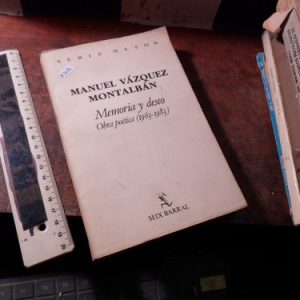 SERIE MAYOR
MANUEL VÁZQUEZ
MONTALBÁN
Memoria y deseo
Obra poética (1963-1983)
SEIX BARRAL